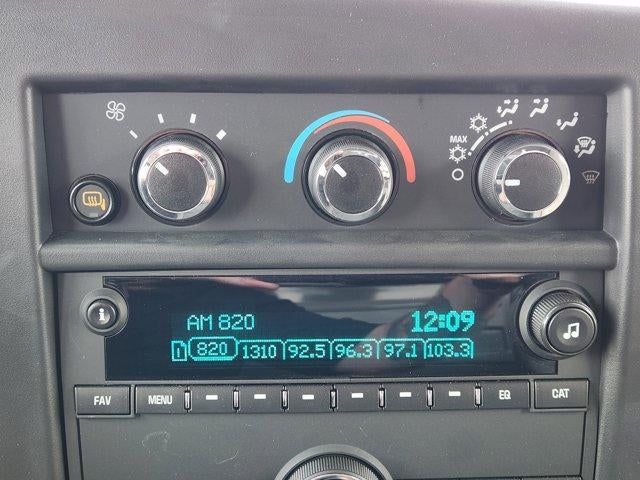 MAX
i
AM 820 12:09
1 820 1310 92.5 96.3 97.1 103.3
FAV MENU EQ CAT